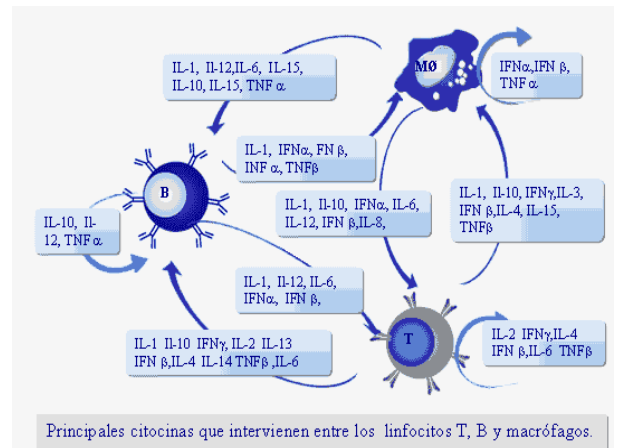 IL-1, Il-12,IL-6, IL-15,
IL-10, IL-15, TNF α
MØ
IFNα,IFN β,
TNF α
IL-1, IFNα, FN β,
INF α, TNFβ
B
IL-1, Il-10, IFNα, IL-6,
IL-12, IFN β,IL-8,
IL-1, Il-10, IFNγ,IL-3,
IFN β,IL-4, IL-15,
TNFβ
IL-10, Il-
12, TNF α
IL-1, Il-12, IL-6,
IFNα, IFN β,
T
IL-1 Il-10 IFNγ, IL-2 IL-13
IFN β,IL-4 IL-14 TNFβ ,IL-6
IL-2 IFNγ,IL-4
IFN β,IL-6 TNFβ
Principales citocinas que intervienen entre los linfocitos T, B y macrófagos.